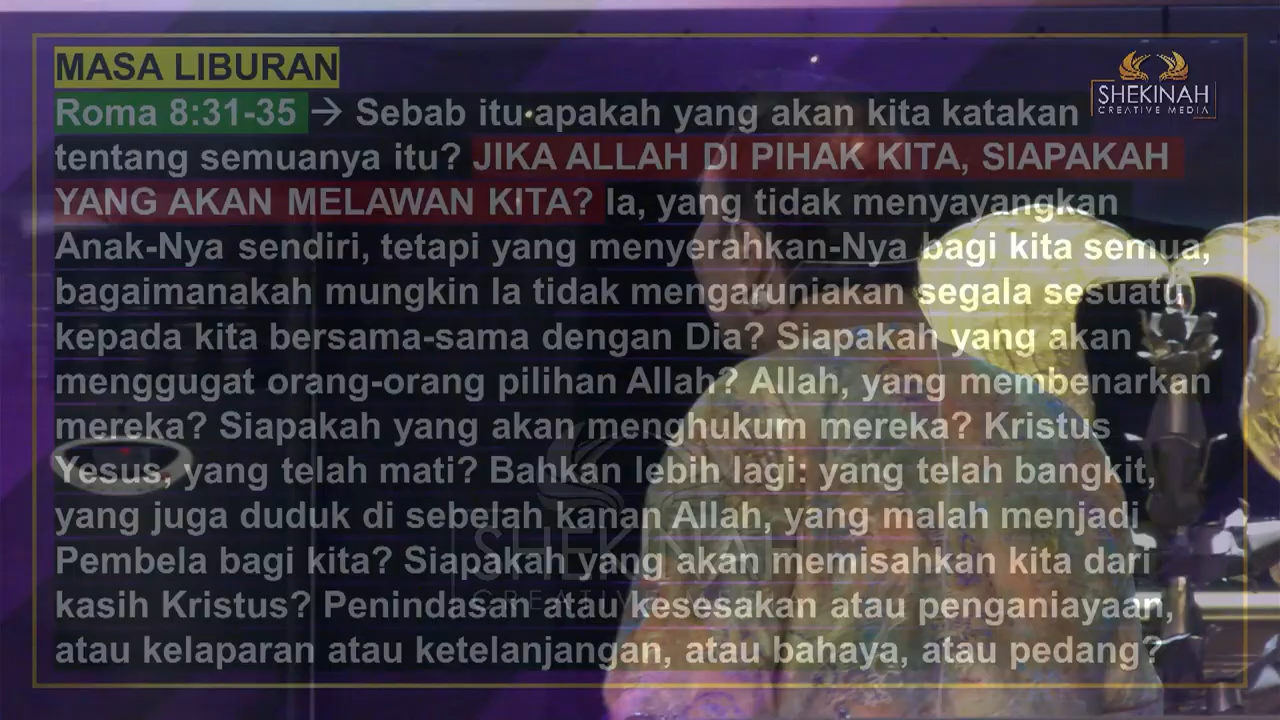 MASA LIBURAN
Roma 8:31-35 → Sebab itu apakah yang akan kita katakan
tentang semuanya itu? JIKA ALLAH DI PIHAK KITA, SIAPAKAH
YANG AKAN MELAWAN KITA? Ia, yang tidak menyayangkan
Anak-Nya sendiri, tetapi yang menyerahkan-Nya bagi kita semua,
bagaimanakah mungkin Ia tidak mengaruniakan segala sesuatu
kepada kita bersama-sama dengan Dia? Siapakah yang akan
menggugat orang-orang pilihan Allah? Allah, yang membenarkan
mereka? Siapakah yang akan menghukum mereka? Kristus
Yesus, yang telah mati? Bahkan lebih lagi: yang telah bangkit,
yang juga duduk di sebelah kanan Allah, yang malah menjadi
Pembela bagi kita? Siapakah yang akan memisahkan kita dari
kasih Kristus? Penindasan atau kesesakan atau penganiayaan,
atau kelaparan atau ketelanjangan, atau bahaya, atau pedang?
SHEKINAH
CREATIVE MEDIA
SHEKINAH
CREATIVE MEDIA